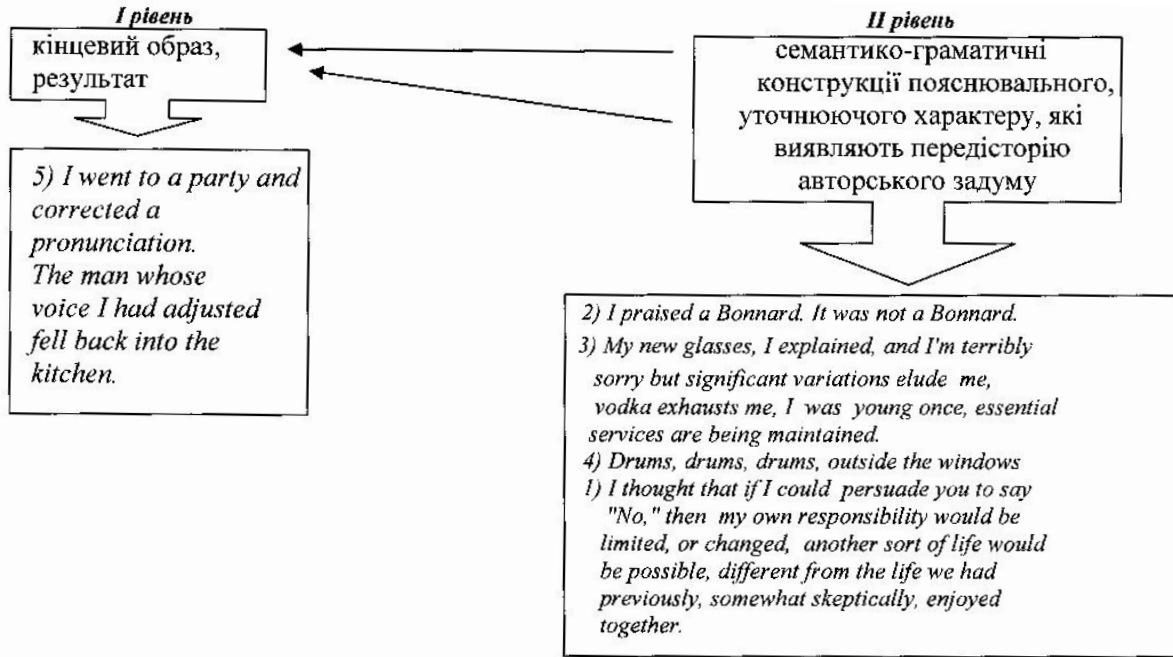 I рівень
кінцевий образ,
результат
5) I went to a party and
corrected a
pronunciation.
The man whose
voice I had adjusted
fell back into the
kitchen.
II рівень
семантико-граматичні
конструкції пояснювального,
уточнюючого характеру, які
виявляють передісторію
авторського задуму
2) I praised a Bonnard. It was not a Bonnard.
3) My new glasses, I explained, and I'm terribly
sorry but significant variations elude me,
vodka exhausts me, I was young once, essential
services are being maintained.
4) Drums, drums, drums, outside the windows
1) I thought that if I could persuade you to say
"No," then my own responsibility would be
limited, or changed, another sort of life would
be possible, different from the life we had
previously, somewhat skeptically, enjoyed
together.